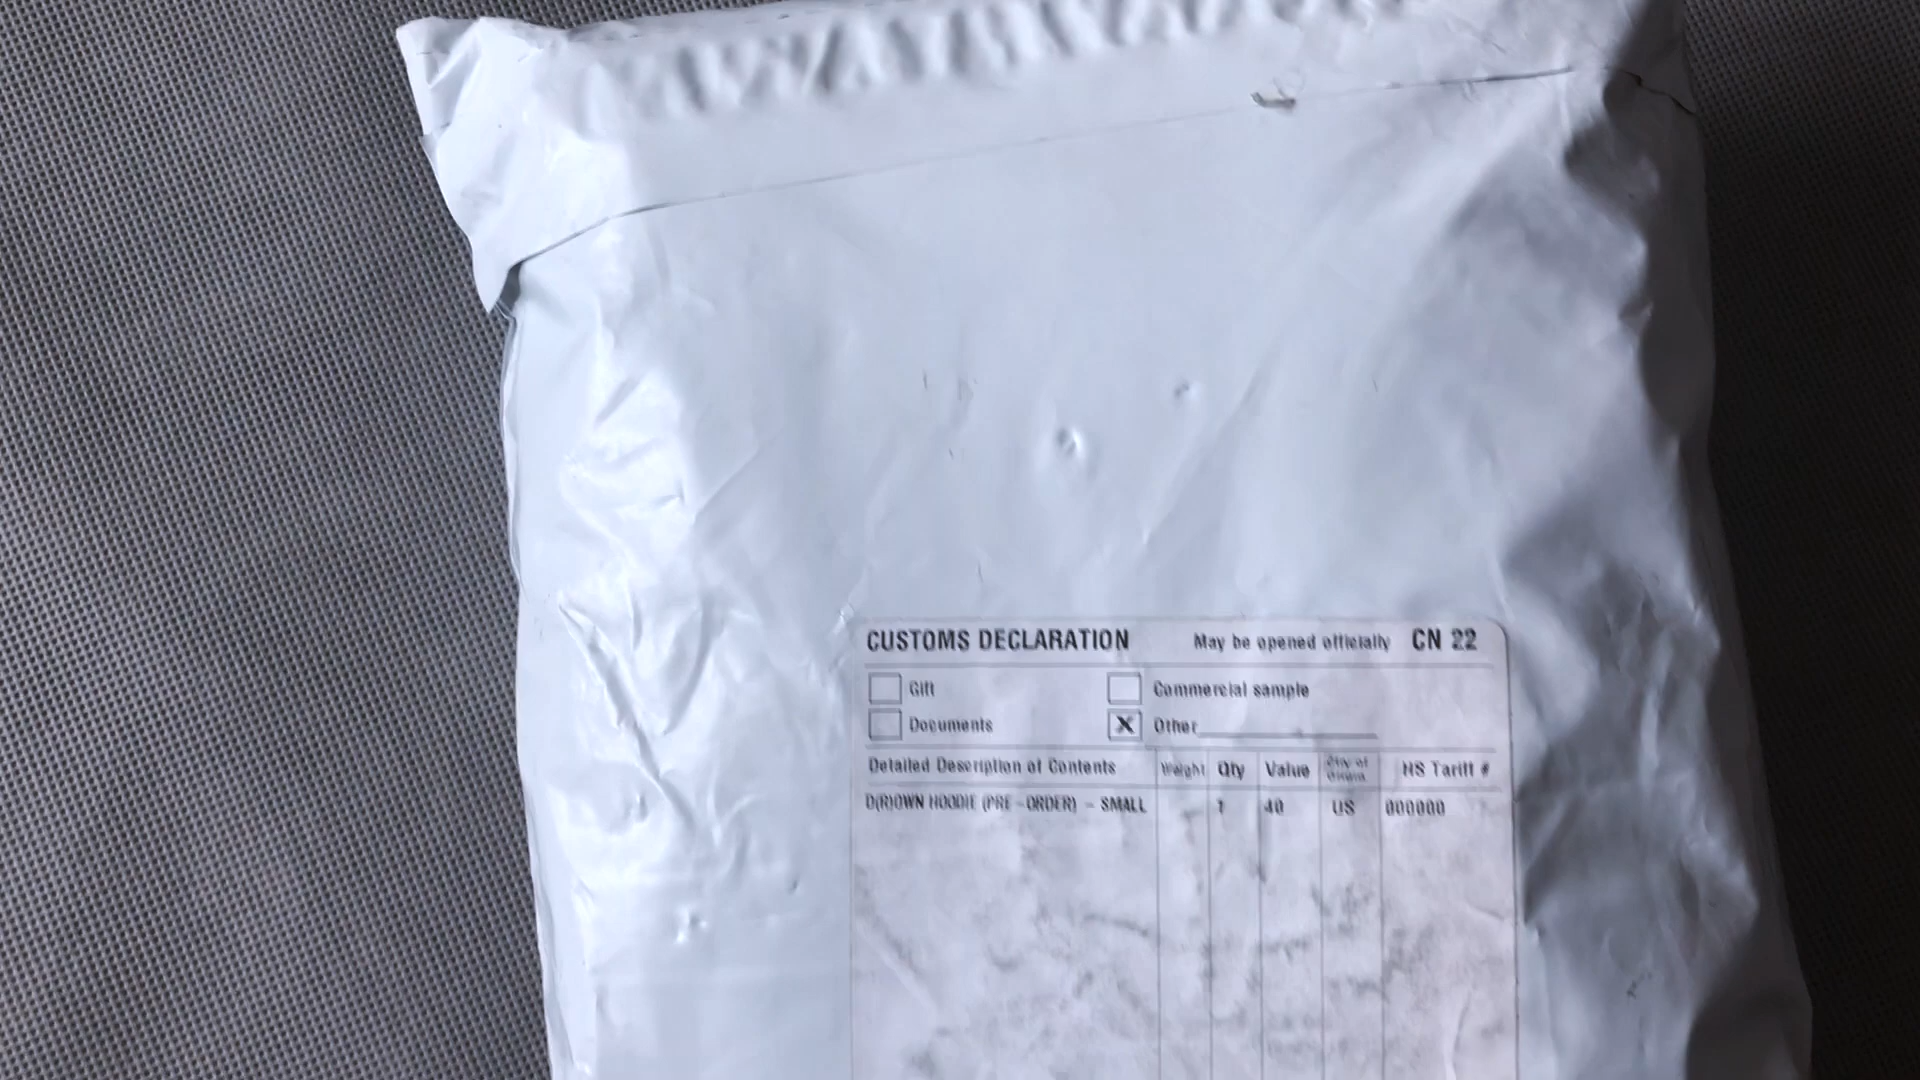 CUSTOMS DECLARATION May be opened officially CN 22
Gift Commercial sample
Documents X Other
Detailed Description of Contents Weight Qty Value HS Tariff #
D(R)OWN HOODIE (PRE-ORDER) - SMALL 1 40 US 000000